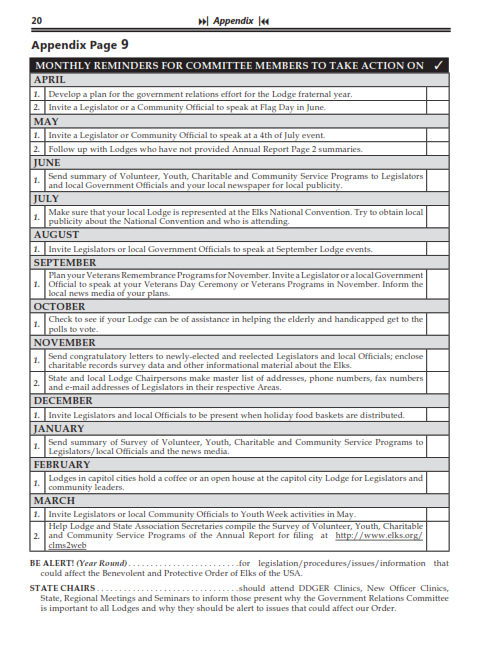 20
Appendix
Appendix Page 9
MONTHLY REMINDERS FOR COMMITTEE MEMBERS TO TAKE ACTION ON ✓
APRIL
1. Develop a plan for the government relations effort for the Lodge fraternal year.
2. Invite a Legislator or a Community Official to speak at Flag Day in June.
MAY
1. Invite a Legislator or Community Official to speak at a 4th of July event.
2. Follow up with Lodges who have not provided Annual Report Page 2 summaries.
JUNE
1. Send summary of Volunteer, Youth, Charitable and Community Service Programs to Legislators
and local Government Officials and your local newspaper for local publicity.
JULY
1. Make sure that your local Lodge is represented at the Elks National Convention. Try to obtain local
publicity about the National Convention and who is attending.
AUGUST
1. Invite Legislators or local Government Officials to speak at September Lodge events.
SEPTEMBER
1. Plan your Veterans Remembrance Programs for November. Invite a Legislator or a local Government
Official to speak at your Veterans Day Ceremony or Veterans Programs in November. Inform the
local news media of your plans.
OCTOBER
1. Check to see if your Lodge can be of assistance in helping the elderly and handicapped get to the
polls to vote.
NOVEMBER
1. Send congratulatory letters to newly-elected and reelected Legislators and local Officials; enclose
charitable records survey data and other informational material about the Elks.
2. State and local Lodge Chairpersons make master list of addresses, phone numbers, fax numbers
and e-mail addresses of Legislators in their respective Areas.
DECEMBER
1. Invite Legislators and local Officials to be present when holiday food baskets are distributed.
JANUARY
1. Send summary of Survey of Volunteer, Youth, Charitable and Community Service Programs to
Legislators/local Officials and the news media.
FEBRUARY
1. Lodges in capitol cities hold a coffee or an open house at the capitol city Lodge for Legislators and
community leaders.
MARCH
1. Invite Legislators or local Community Officials to Youth Week activities in May.
2. Help Lodge and State Association Secretaries compile the Survey of Volunteer, Youth, Charitable
and Community Service Programs of the Annual Report for filing at http://www.elks.org/
clms2web
BE ALERT! (Year Round).........................for legislation/procedures/issues/information that
could affect the Benevolent and Protective Order of Elks of the USA.
STATE CHAIRS................................should attend DDGER Clinics, New Officer Clinics,
State, Regional Meetings and Seminars to inform those present why the Government Relations Committee
is important to all Lodges and why they should be alert to issues that could affect our Order.